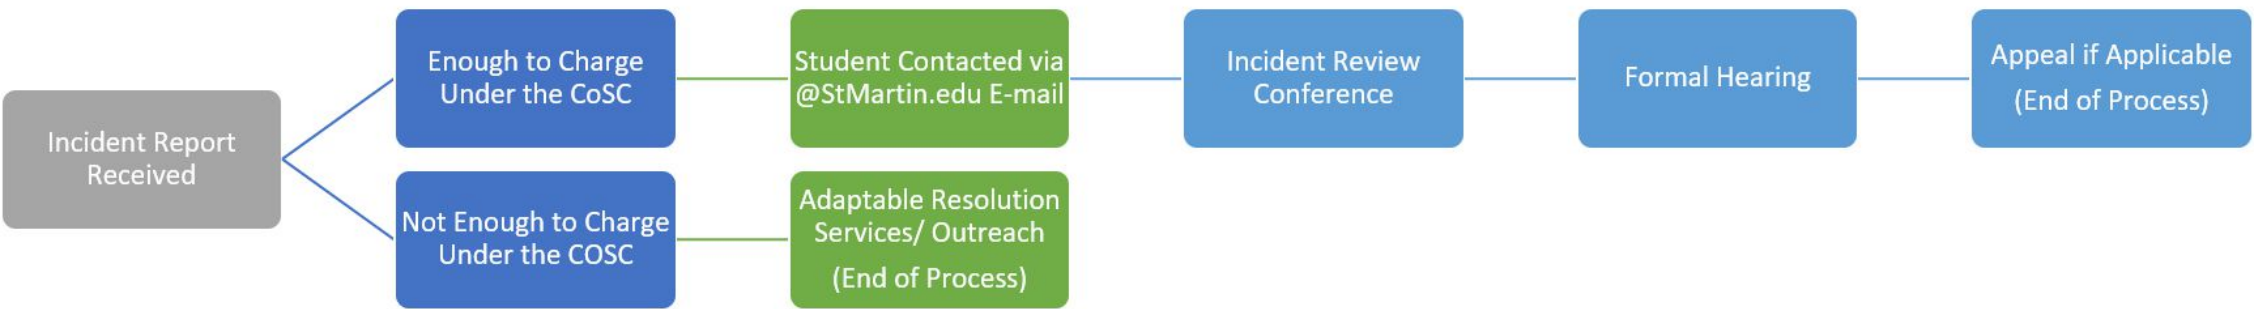 Incident Report
Received
Enough to Charge
Under the CoSC
Student Contacted via
@StMartin.edu E-mail
Incident Review
Conference
Formal Hearing
Appeal if Applicable
(End of Process)
Not Enough to Charge
Under the COSC
Adaptable Resolution
Services/ Outreach
(End of Process)